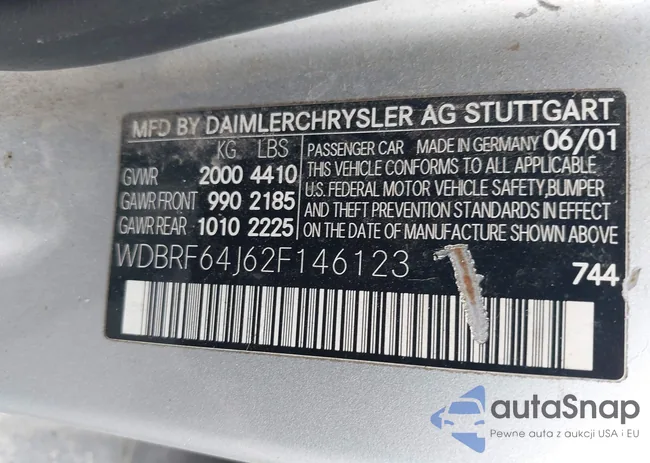 MFD BY DAIMLERCHRYSLER AG STUTTGART
KG LBS
GVWR 2000 4410
GAWR FRONT 990 2185
GAWR REAR 1010 2225
PASSENGER CAR MADE IN GERMANY 06/01
THIS VEHICLE CONFORMS TO ALL APPLICABLE
U.S. FEDERAL MOTOR VEHICLE SAFETY,BUMPER
AND THEFT PREVENTION STANDARDS IN EFFECT
ON THE DATE OF MANUFACTURE SHOWN ABOVE
WDBRF64J62F146123
744
autaSnap
Pewne auta z aukcji USA i EU